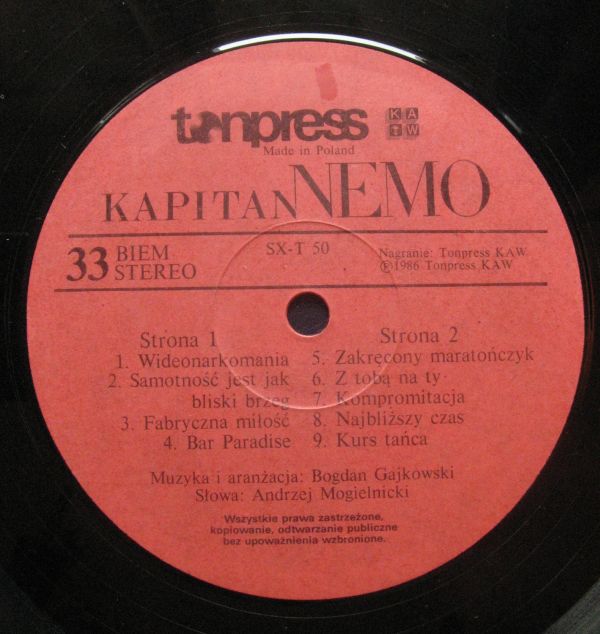 tonpress K A T W
Made in Poland
KAPITAN NEMO
33 BIEM STEREO
SX-T 50
Nagranie: Tonpress KAW
Ⓟ1986 Tonpress KAW
Strona 1
1. Wideonarkomania
2. Samotność jest jak
bliski brzeg
3. Fabryczna miłość
4. Bar Paradise
Strona 2
5. Zakręcony maratończyk
6. Z tobą na ty
7. Kompromitacja
8. Najbliższy czas
9. Kurs tańca
Muzyka i aranżacja: Bogdan Gajkowski
Słowa: Andrzej Mogielnicki
Wszystkie prawa zastrzeżone,
kopiowanie, odtwarzanie publiczne
bez upoważnienia wzbronione.